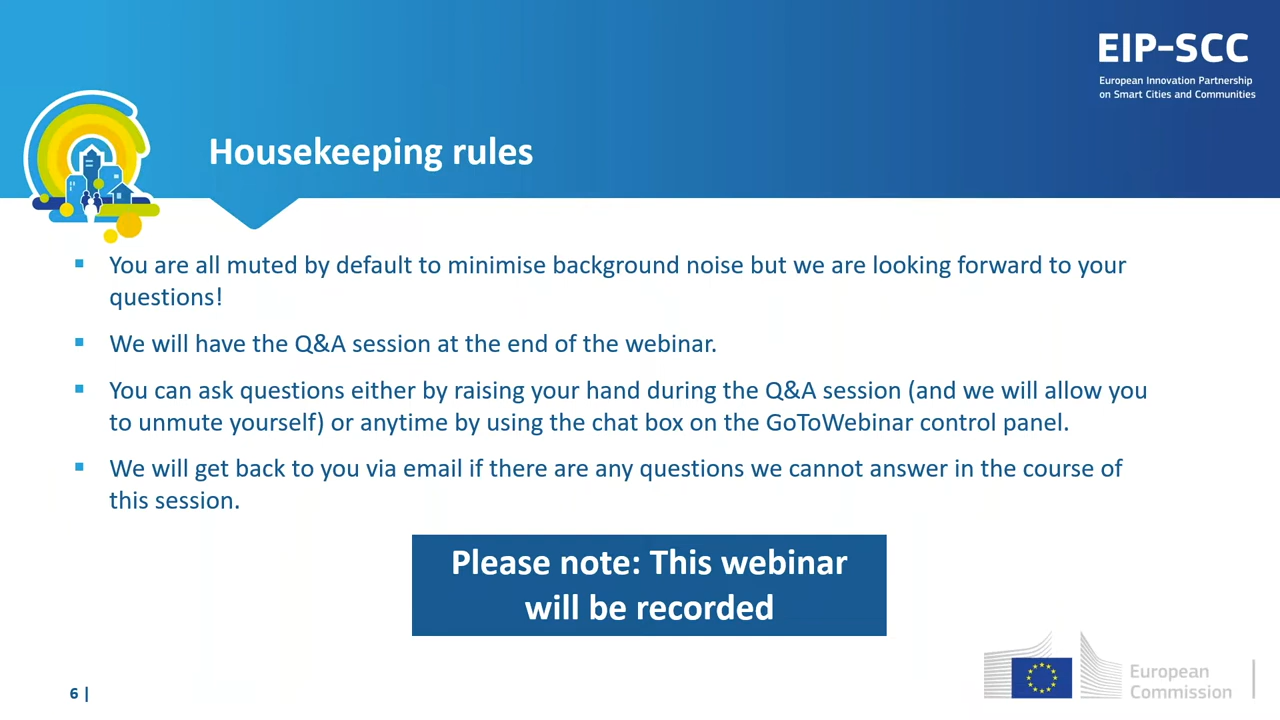 EIP-SCC
European Innovation Partnership
on Smart Cities and Communities
Housekeeping rules
You are all muted by default to minimise background noise but we are looking forward to your
questions!
We will have the Q&A session at the end of the webinar.
You can ask questions either by raising your hand during the Q&A session (and we will allow you
to unmute yourself) or anytime by using the chat box on the GoToWebinar control panel.
We will get back to you via email if there are any questions we cannot answer in the course of
this session.
Please note: This webinar
will be recorded
European
Commission
6 |